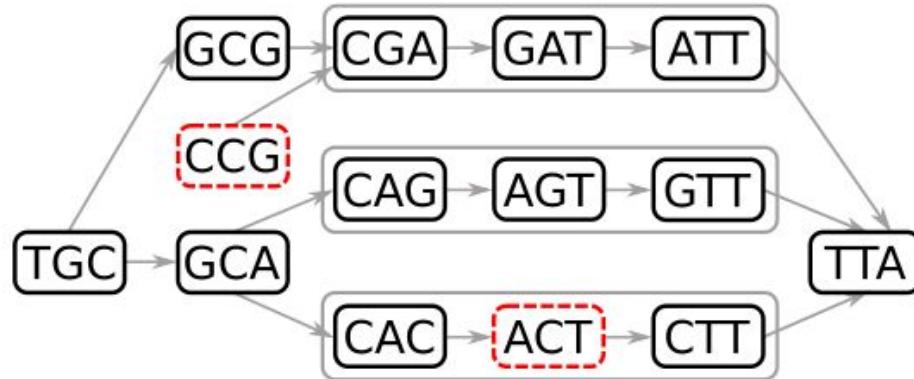 GCG CGA GAT ATT
CCG
CAG AGT GTT
TGC GCA TTA
CAC ACT CTT